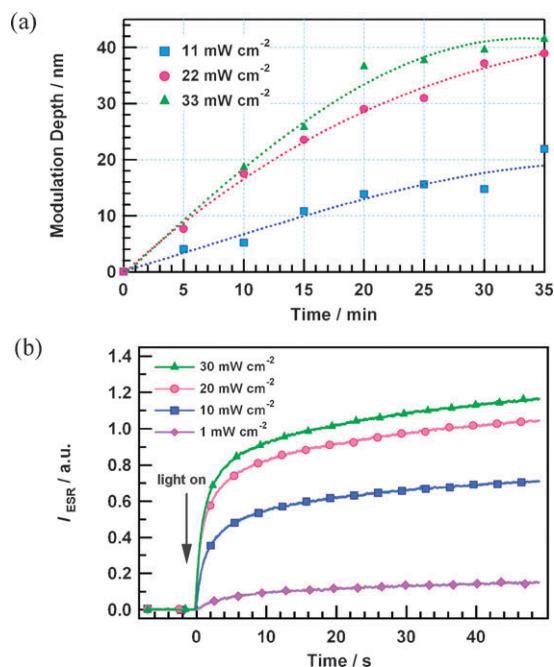 (a)
11 mW cm-2
22 mW cm-2
33 mW cm-2
Modulation Depth / nm
40
30
20
10
0
0 5 10 15 20 25 30 35
Time / min
(b)
30 mW cm-2
20 mW cm-2
10 mW cm-2
1 mW cm-2
light on
I ESR / a.u.
1.4
1.2
1.0
0.8
0.6
0.4
0.2
0.0
0 10 20 30 40
Time / s